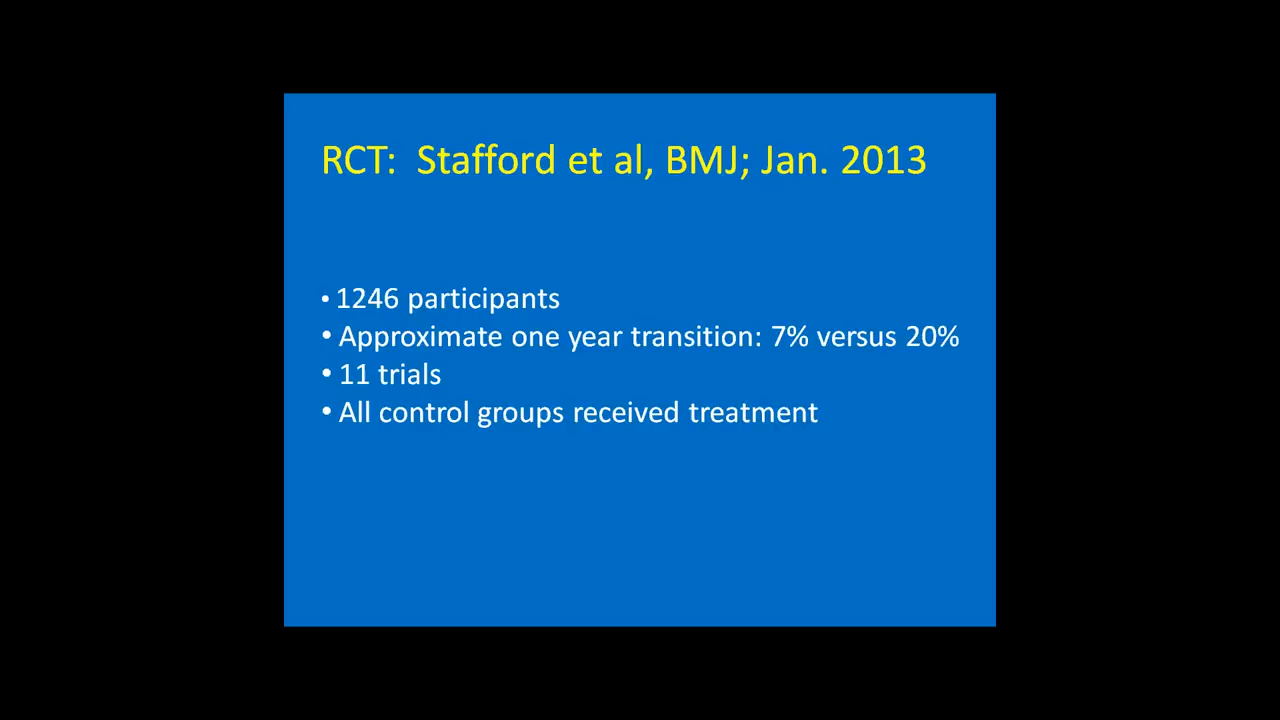 RCT:  Stafford et al, BMJ; Jan. 2013
• 1246 participants
• Approximate one year transition: 7% versus 20%
• 11 trials
• All control groups received treatment